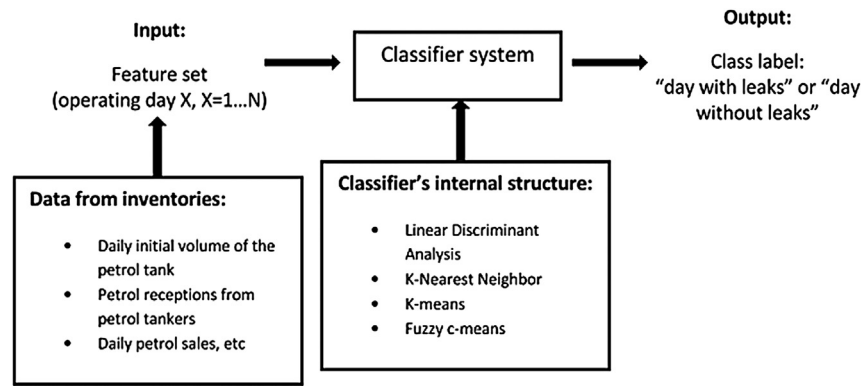 Input:
Feature set
(operating day X, X=1...N)
Classifier system
Output:
Class label:
“day with leaks” or “day
without leaks”
Data from inventories:
• Daily initial volume of the
petrol tank
• Petrol receptions from
petrol tankers
• Daily petrol sales, etc
Classifier’s internal structure:
• Linear Discriminant
Analysis
• K-Nearest Neighbor
• K-means
• Fuzzy c-means